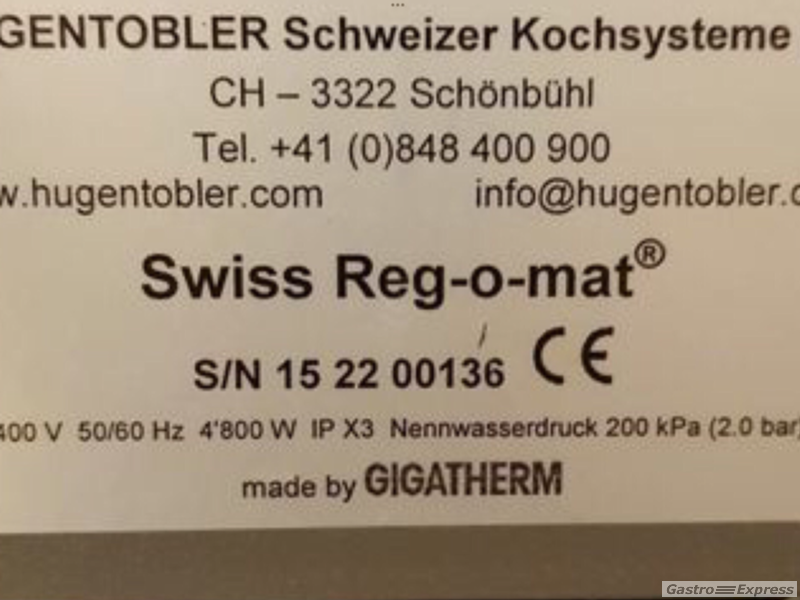 GENTOBLER Schweizer Kochsysteme
CH – 3322 Schönbühl
Tel. +41 (0)848 400 900
w.hugentobler.com info@hugentobler.c
Swiss Reg-o-mat®
S/N 15 22 00136 CE
400 V 50/60 Hz 4'800 W IP X3 Nennwasserdruck 200 kPa (2.0 bar)
made by GIGATHERM
Gastro Express